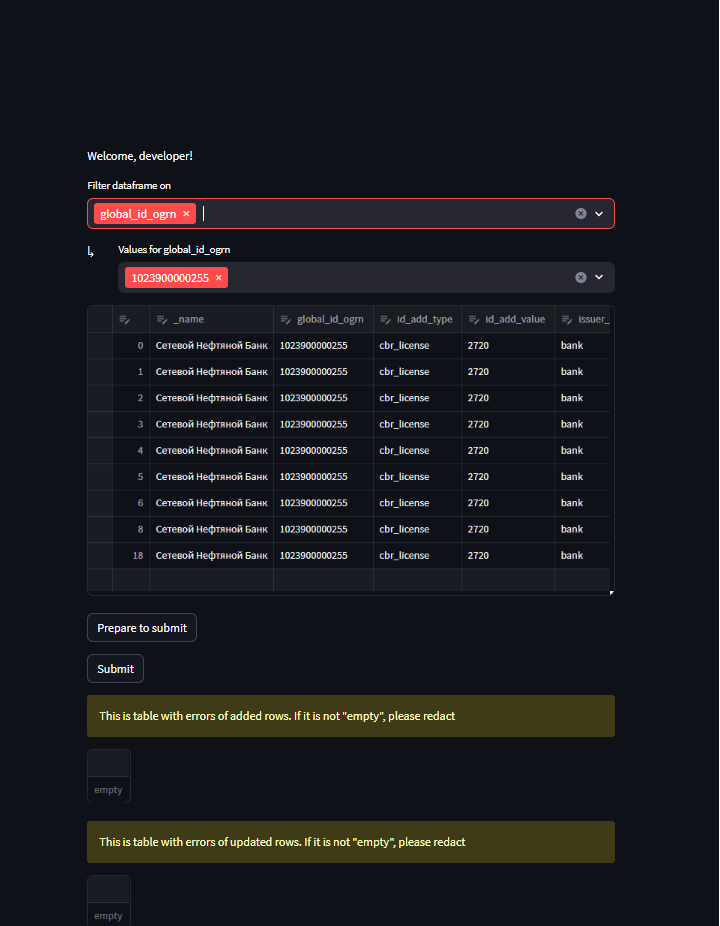 Welcome, developer!
Filter dataframe on
global_id_ogrn ×
↳ Values for global_id_ogrn
1023900000255 ×
_name global_id_ogrn id_add_type id_add_value issuer_
0 Сетевой Нефтяной Банк 1023900000255 cbr_license 2720 bank
1 Сетевой Нефтяной Банк 1023900000255 cbr_license 2720 bank
2 Сетевой Нефтяной Банк 1023900000255 cbr_license 2720 bank
3 Сетевой Нефтяной Банк 1023900000255 cbr_license 2720 bank
4 Сетевой Нефтяной Банк 1023900000255 cbr_license 2720 bank
5 Сетевой Нефтяной Банк 1023900000255 cbr_license 2720 bank
6 Сетевой Нефтяной Банк 1023900000255 cbr_license 2720 bank
8 Сетевой Нефтяной Банк 1023900000255 cbr_license 2720 bank
18 Сетевой Нефтяной Банк 1023900000255 cbr_license 2720 bank
Prepare to submit
Submit
This is table with errors of added rows. If it is not "empty", please redact
empty
This is table with errors of updated rows. If it is not "empty", please redact
empty